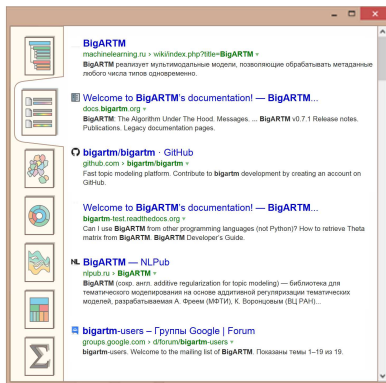 BigARTM
machinelearning.ru › wiki/index.php?title=BigARTM
BigARTM реализует мультимодальные модели, позволяющие обрабатывать метаданные
любого числа типов одновременно.
Welcome to BigARTM's documentation! — BigARTM...
docs.bigartm.org
BigARTM: The Algorithm Under The Hood. Messages. ... BigARTM v0.7.1 Release notes.
Publications. Legacy documentation pages.
bigartm/bigartm · GitHub
github.com › bigartm/bigartm
Fast topic modeling platform. Contribute to bigartm development by creating an account on
GitHub.
Welcome to BigARTM's documentation! — BigARTM...
bigartm-test.readthedocs.org
Can I use BigARTM from other programming languages (not Python)? How to retrieve Theta
matrix from BigARTM. BigARTM Developer's Guide.
NL BigARTM — NLPub
nlpub.ru › BigARTM
BigARTM (сокр. англ. additive regularization for topic modeling) — библиотека для
тематического моделирования на основе аддитивной регуляризации тематических
моделей, разрабатываемая А. Фреем (МФТИ), К. Воронцовым (ВЦ РАН)...
bigartm-users – Группы Google | Forum
groups.google.com › d/forum/bigartm-users
bigartm-users. Welcome to the mailing list of BigARTM. Показаны темы 1–19 из 19.
Σ